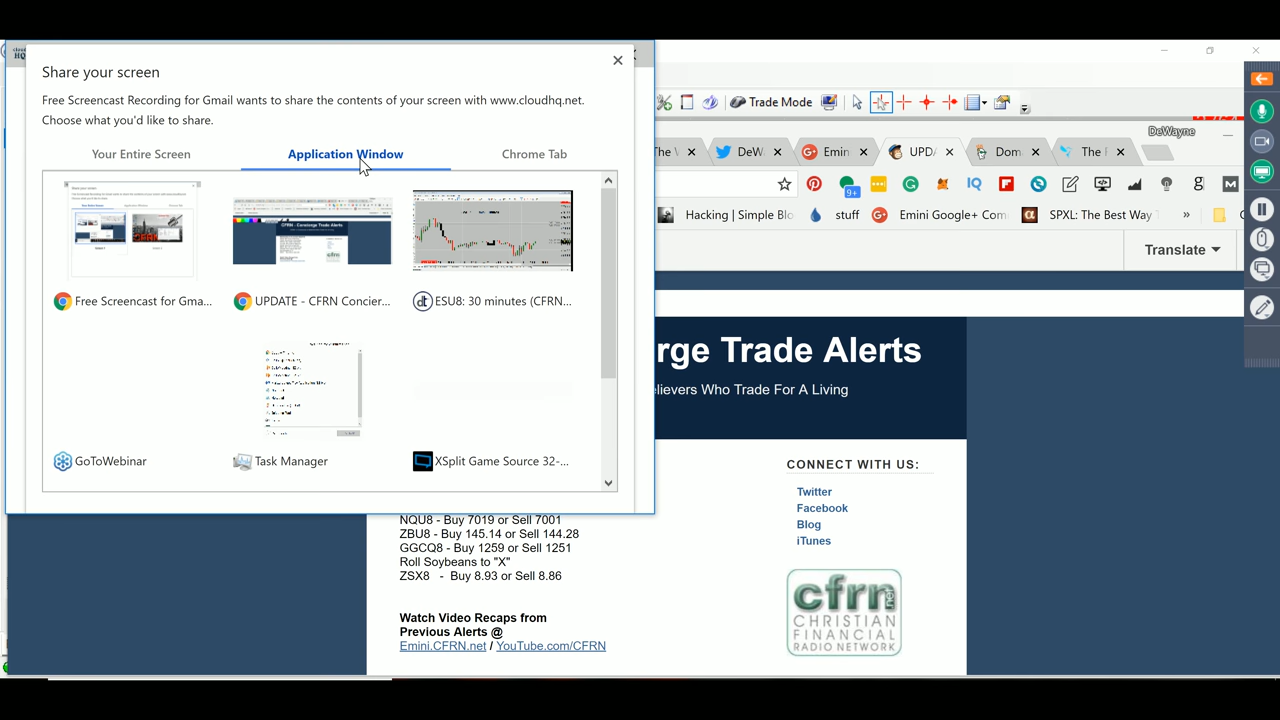 Share your screen
Free Screencast Recording for Gmail wants to share the contents of your screen with www.cloudhq.net.
Choose what you'd like to share.
Your Entire Screen
Application Window
Chrome Tab
Free Screencast for Gma...
UPDATE - CFRN Concier...
ESU8: 30 minutes (CFRN...
GoToWebinar
Task Manager
XSplit Game Source 32-...
Trade Mode
DeWayne
DeW
Emin
UPD
Dom
9+
IQ
g
M
Hacking | Simple Blo
stuff
Emini Google+ Com
SPXL: The Best Way
»
Translate
rge Trade Alerts
elievers Who Trade For A Living
NQU8 - Buy 7019 or Sell 7001
ZBU8 - Buy 145.14 or Sell 144.28
GGCQ8 - Buy 1259 or Sell 1251
Roll Soybeans to "X"
ZSX8 - Buy 8.93 or Sell 8.86
Watch Video Recaps from
Previous Alerts @
Emini.CFRN.net / YouTube.com/CFRN
CONNECT WITH US:
Twitter
Facebook
Blog
iTunes
cfrn.net
CHRISTIAN
FINANCIAL
RADIO NETWORK